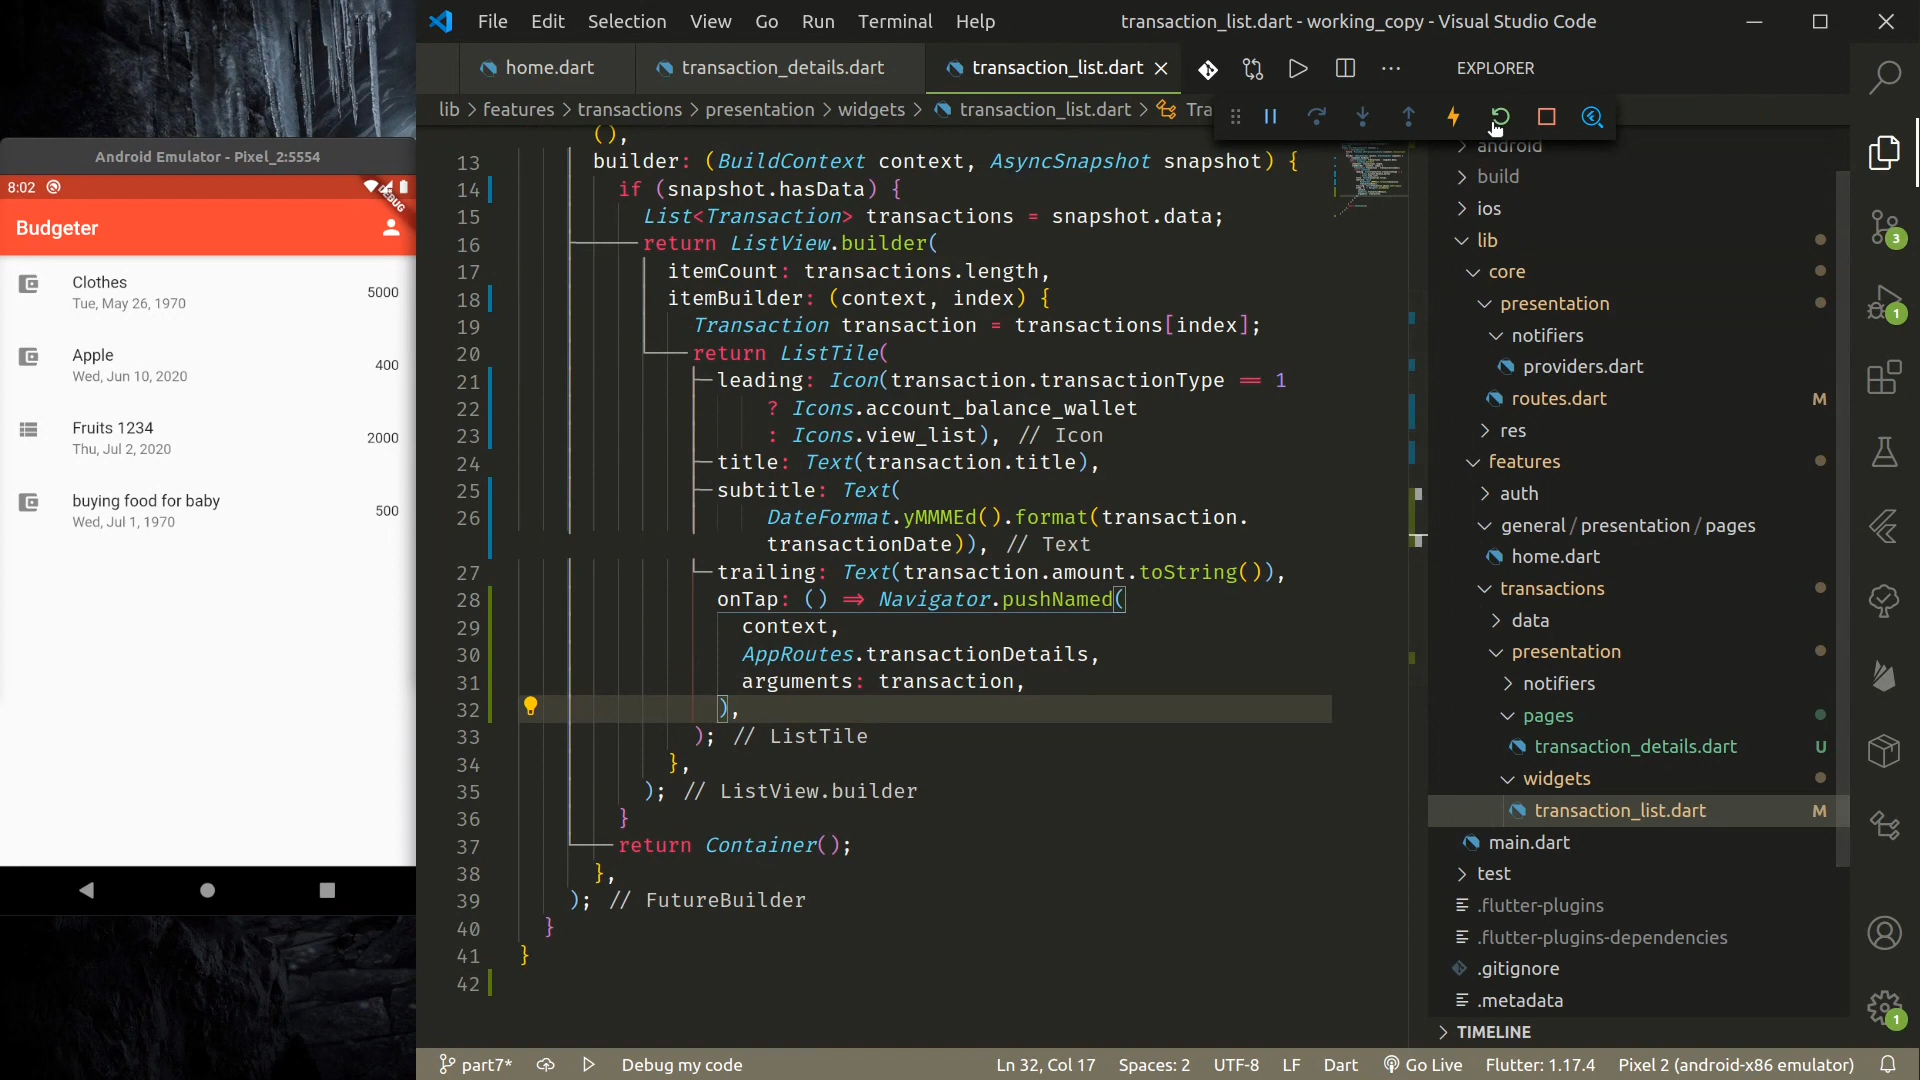 Android Emulator - Pixel_2:5554
8:02
DEBUG
Budgeter
Clothes
Tue, May 26, 1970
5000
Apple
Wed, Jun 10, 2020
400
Fruits 1234
Thu, Jul 2, 2020
2000
buying food for baby
Wed, Jul 1, 1970
500
File Edit Selection View Go Run Terminal Help
transaction_list.dart - working_copy - Visual Studio Code
home.dart transaction_details.dart transaction_list.dart
lib > features > transactions > presentation > widgets > transaction_list.dart > Tra
(),
13 builder: (BuildContext context, AsyncSnapshot snapshot) {
14 if (snapshot.hasData) {
15 List<Transaction> transactions = snapshot.data;
16 return ListView.builder(
17 itemCount: transactions.length,
18 itemBuilder: (context, index) {
19 Transaction transaction = transactions[index];
20 return ListTile(
21 leading: Icon(transaction.transactionType == 1
22 ? Icons.account_balance_wallet
23 : Icons.view_list), // Icon
24 title: Text(transaction.title),
25 subtitle: Text(
26 DateFormat.yMMMEd().format(transaction.
transactionDate)), // Text
27 trailing: Text(transaction.amount.toString()),
28 onTap: () => Navigator.pushNamed(
29 context,
30 AppRoutes.transactionDetails,
31 arguments: transaction,
32 ),
33 ); // ListTile
34 },
35 ); // ListView.builder
36 }
37 return Container();
38 },
39 ); // FutureBuilder
40 }
41 }
42
EXPLORER
android
build
ios
lib
core
presentation
notifiers
providers.dart
routes.dart M
res
features
auth
general / presentation / pages
home.dart
transactions
data
presentation
notifiers
pages
transaction_details.dart U
widgets
transaction_list.dart M
main.dart
test
.flutter-plugins
.flutter-plugins-dependencies
.gitignore
.metadata
TIMELINE
3
1
1
part7* Debug my code Ln 32, Col 17 Spaces: 2 UTF-8 LF Dart Go Live Flutter: 1.17.4 Pixel 2 (android-x86 emulator)